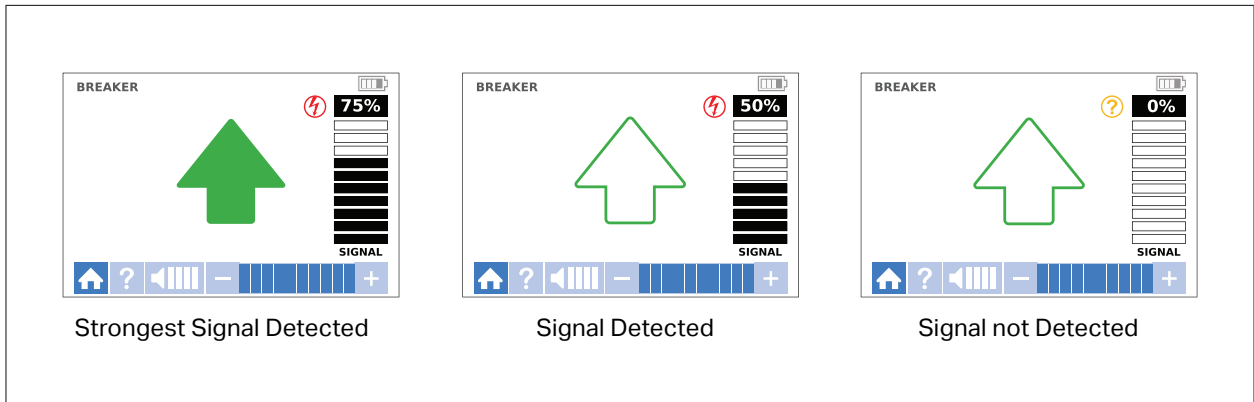 BREAKER
75%
SIGNAL
?
−
+
Strongest Signal Detected
BREAKER
50%
SIGNAL
?
−
+
Signal Detected
BREAKER
?
0%
SIGNAL
?
−
+
Signal not Detected